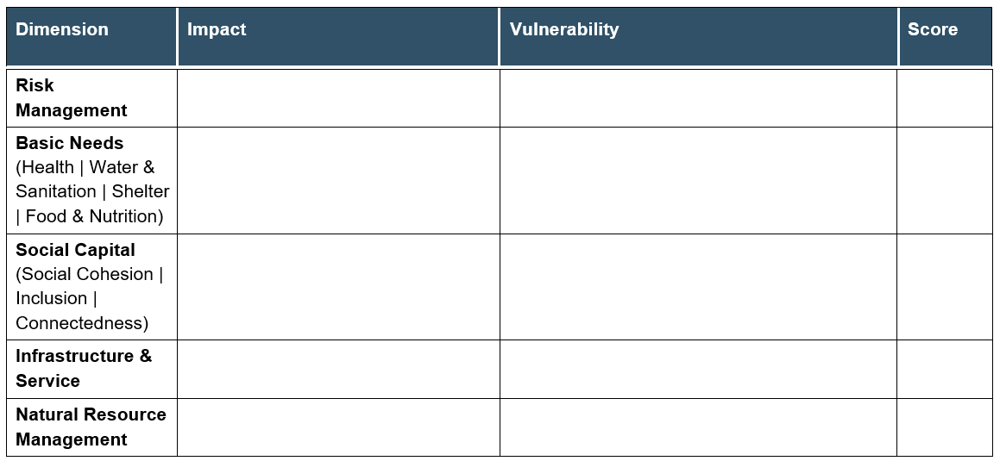 Dimension Impact Vulnerability Score
Risk
Management
Basic Needs
(Health | Water &
Sanitation | Shelter
| Food & Nutrition)
Social Capital
(Social Cohesion |
Inclusion |
Connectedness)
Infrastructure &
Service
Natural Resource
Management